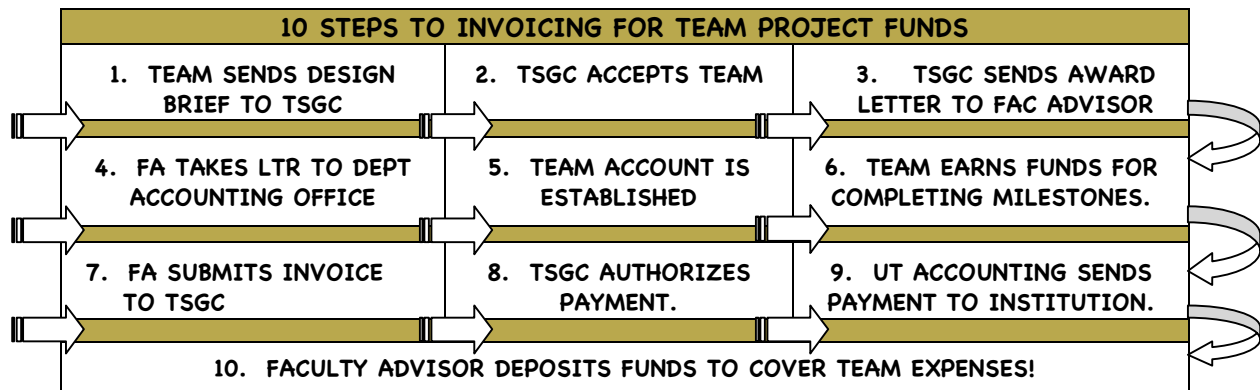 10 STEPS TO INVOICING FOR TEAM PROJECT FUNDS
1. TEAM SENDS DESIGN
BRIEF TO TSGC
2. TSGC ACCEPTS TEAM
3. TSGC SENDS AWARD
LETTER TO FAC ADVISOR
4. FA TAKES LTR TO DEPT
ACCOUNTING OFFICE
5. TEAM ACCOUNT IS
ESTABLISHED
6. TEAM EARNS FUNDS FOR
COMPLETING MILESTONES.
7. FA SUBMITS INVOICE
TO TSGC
8. TSGC AUTHORIZES
PAYMENT.
9. UT ACCOUNTING SENDS
PAYMENT TO INSTITUTION.
10. FACULTY ADVISOR DEPOSITS FUNDS TO COVER TEAM EXPENSES!